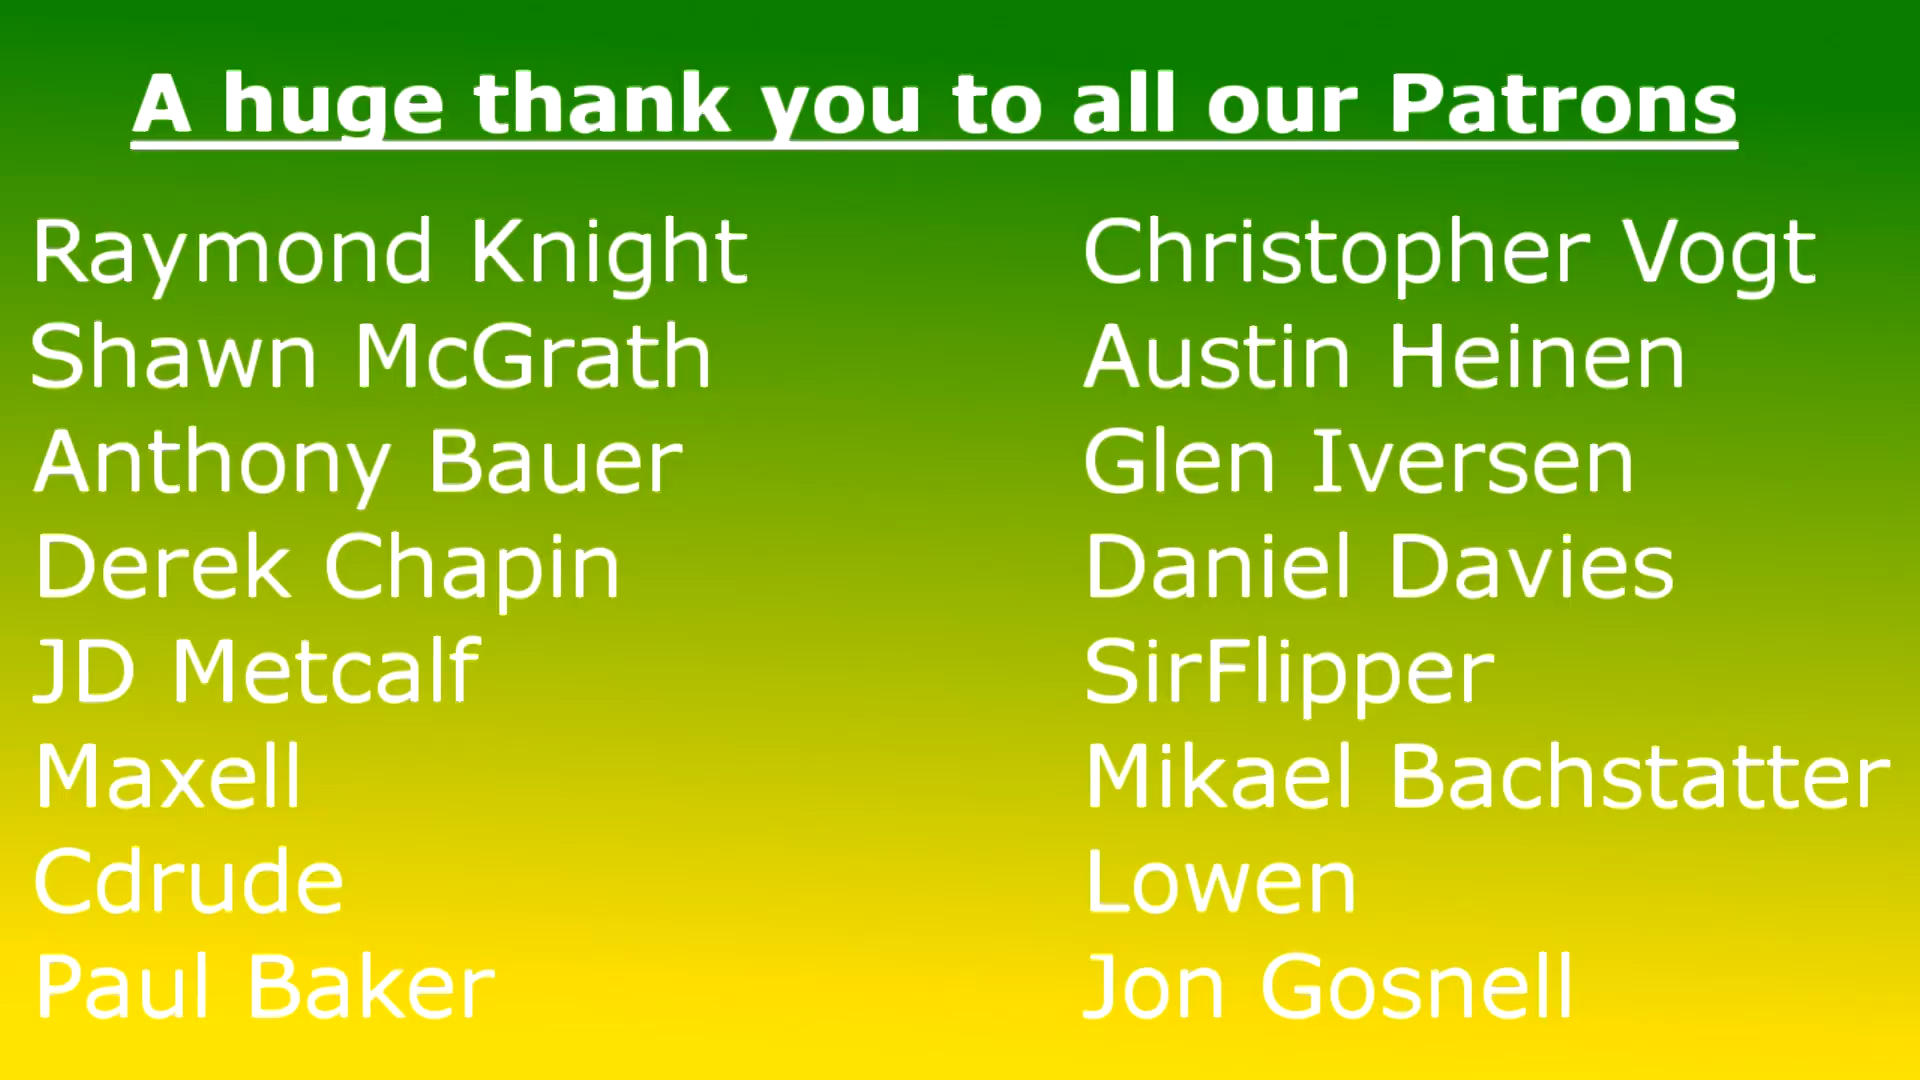 A huge thank you to all our Patrons
Raymond Knight
Shawn McGrath
Anthony Bauer
Derek Chapin
JD Metcalf
Maxell
Cdrude
Paul Baker
Christopher Vogt
Austin Heinen
Glen Iversen
Daniel Davies
SirFlipper
Mikael Bachstatter
Lowen
Jon Gosnell